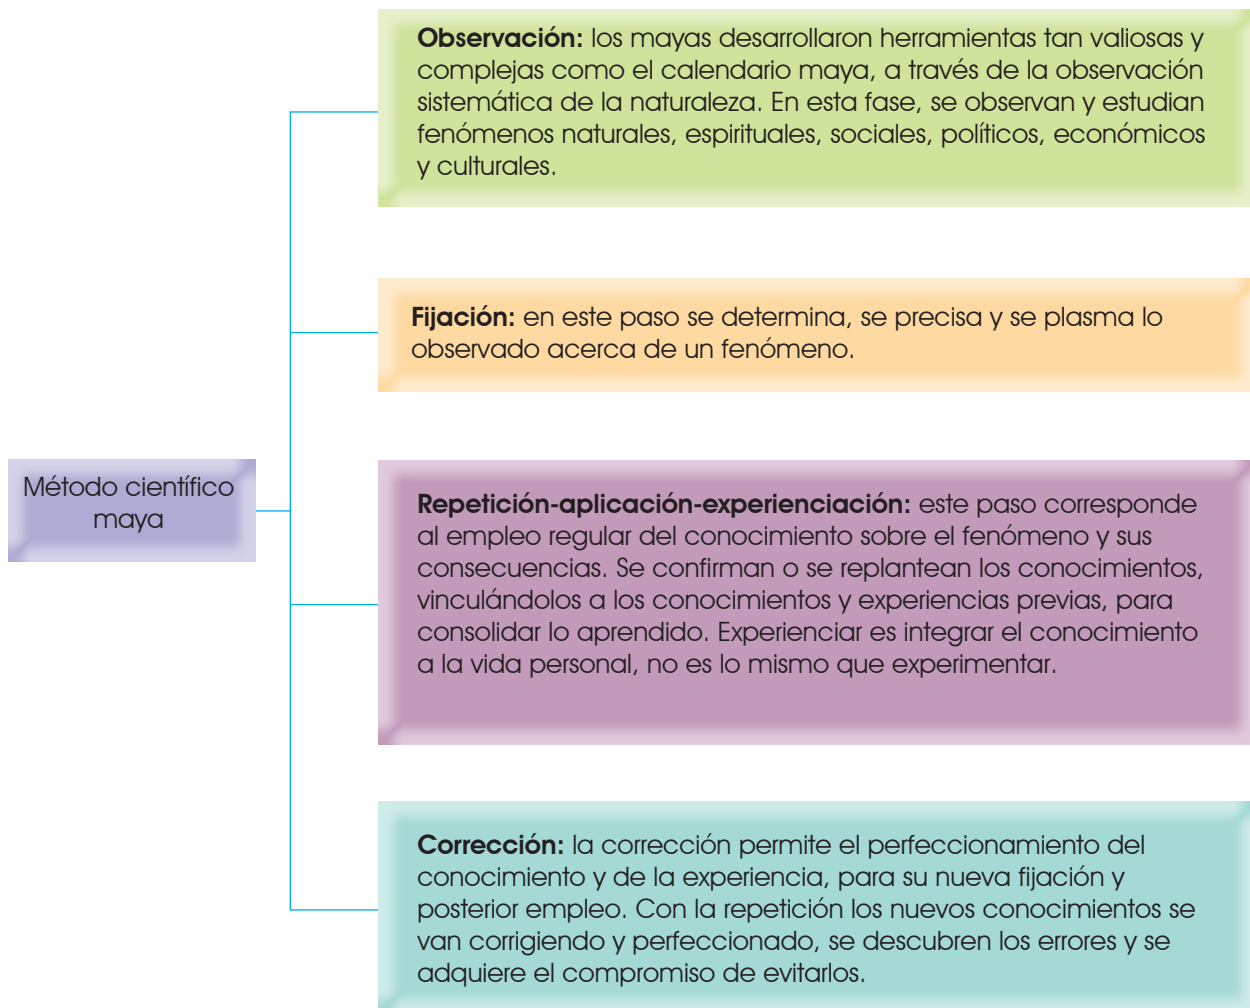 Observación: los mayas desarrollaron herramientas tan valiosas y
complejas como el calendario maya, a través de la observación
sistemática de la naturaleza. En esta fase, se observan y estudian
fenómenos naturales, espirituales, sociales, políticos, económicos
y culturales.
Fijación: en este paso se determina, se precisa y se plasma lo
observado acerca de un fenómeno.
Método científico
maya
Repetición-aplicación-experienciación: este paso corresponde
al empleo regular del conocimiento sobre el fenómeno y sus
consecuencias. Se confirman o se replantean los conocimientos,
vinculándolos a los conocimientos y experiencias previas, para
consolidar lo aprendido. Experienciar es integrar el conocimiento
a la vida personal, no es lo mismo que experimentar.
Corrección: la corrección permite el perfeccionamiento del
conocimiento y de la experiencia, para su nueva fijación y
posterior empleo. Con la repetición los nuevos conocimientos se
van corrigiendo y perfeccionado, se descubren los errores y se
adquiere el compromiso de evitarlos.